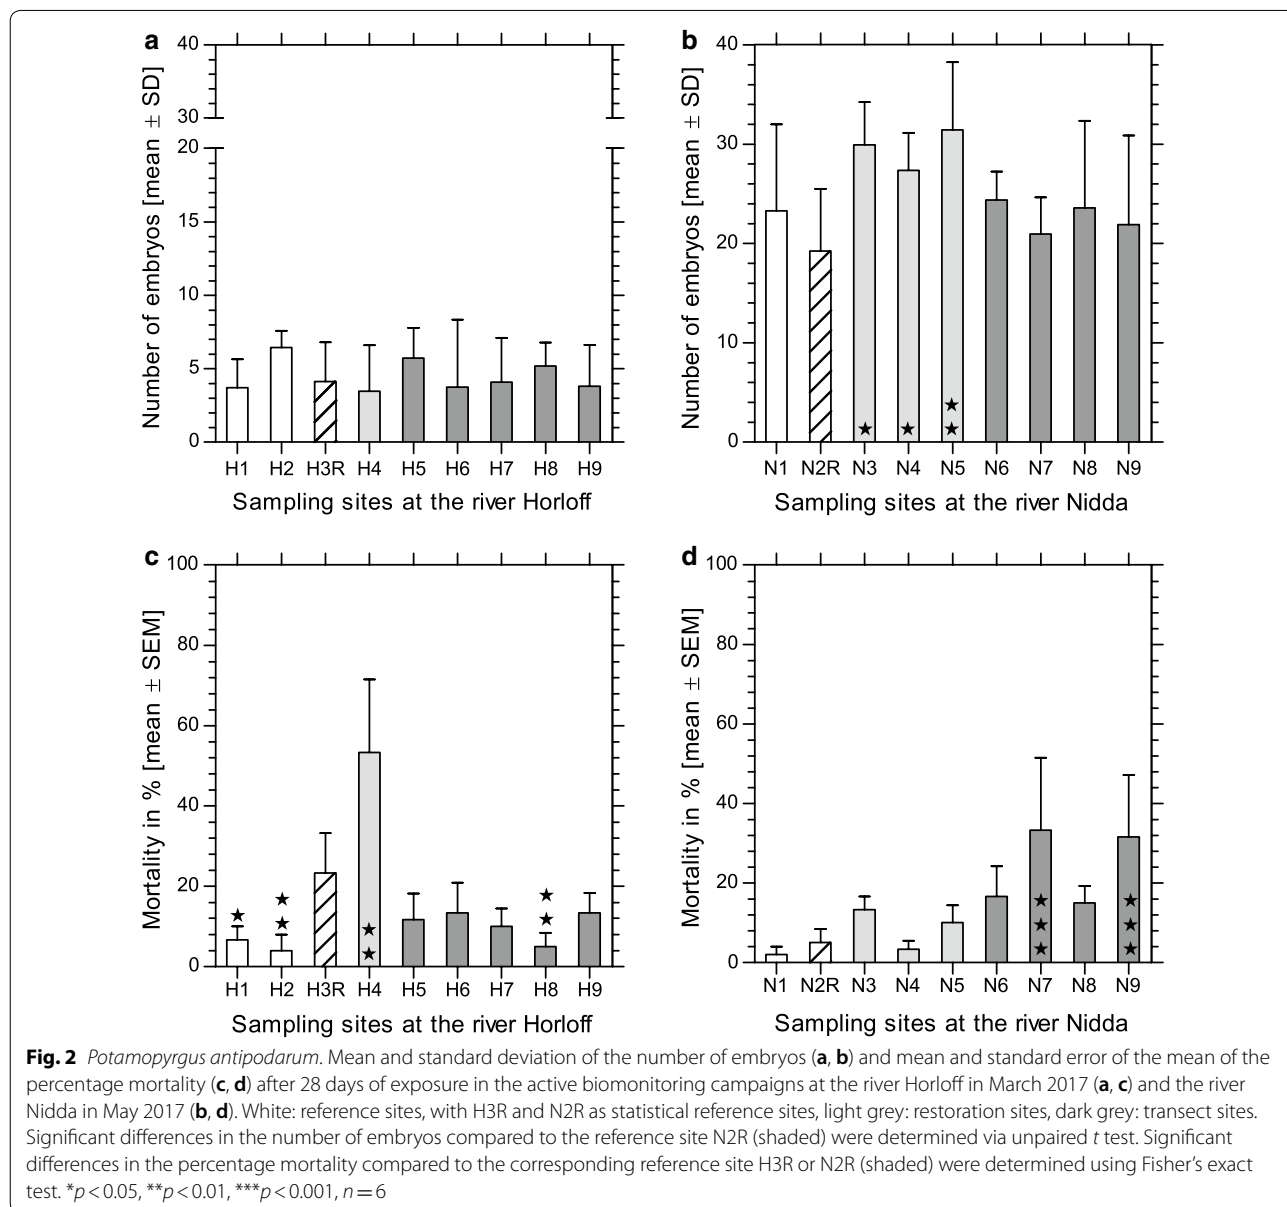 a
40
30
20
15
10
5
0
Number of embryos [mean ± SD]
H1 H2 H3R H4 H5 H6 H7 H8 H9
Sampling sites at the river Horloff
b
40
30
20
10
0
Number of embryos [mean ± SD]
★ ★ ★
★
N1 N2R N3 N4 N5 N6 N7 N8 N9
Sampling sites at the river Nidda
c
100
80
60
40
20
0
Mortality in % [mean ± SEM]
H1 H2 H3R H4 H5 H6 H7 H8 H9
Sampling sites at the river Horloff
d
100
80
60
40
20
0
Mortality in % [mean ± SEM]
N1 N2R N3 N4 N5 N6 N7 N8 N9
Sampling sites at the river Nidda
Fig. 2 Potamopyrgus antipodarum. Mean and standard deviation of the number of embryos (a, b) and mean and standard error of the mean of the
percentage mortality (c, d) after 28 days of exposure in the active biomonitoring campaigns at the river Horloff in March 2017 (a, c) and the river
Nidda in May 2017 (b, d). White: reference sites, with H3R and N2R as statistical reference sites, light grey: restoration sites, dark grey: transect sites.
Significant differences in the number of embryos compared to the reference site N2R (shaded) were determined via unpaired t test. Significant
differences in the percentage mortality compared to the corresponding reference site H3R or N2R (shaded) were determined using Fisher's exact
test. *p < 0.05, **p < 0.01, ***p < 0.001, n = 6